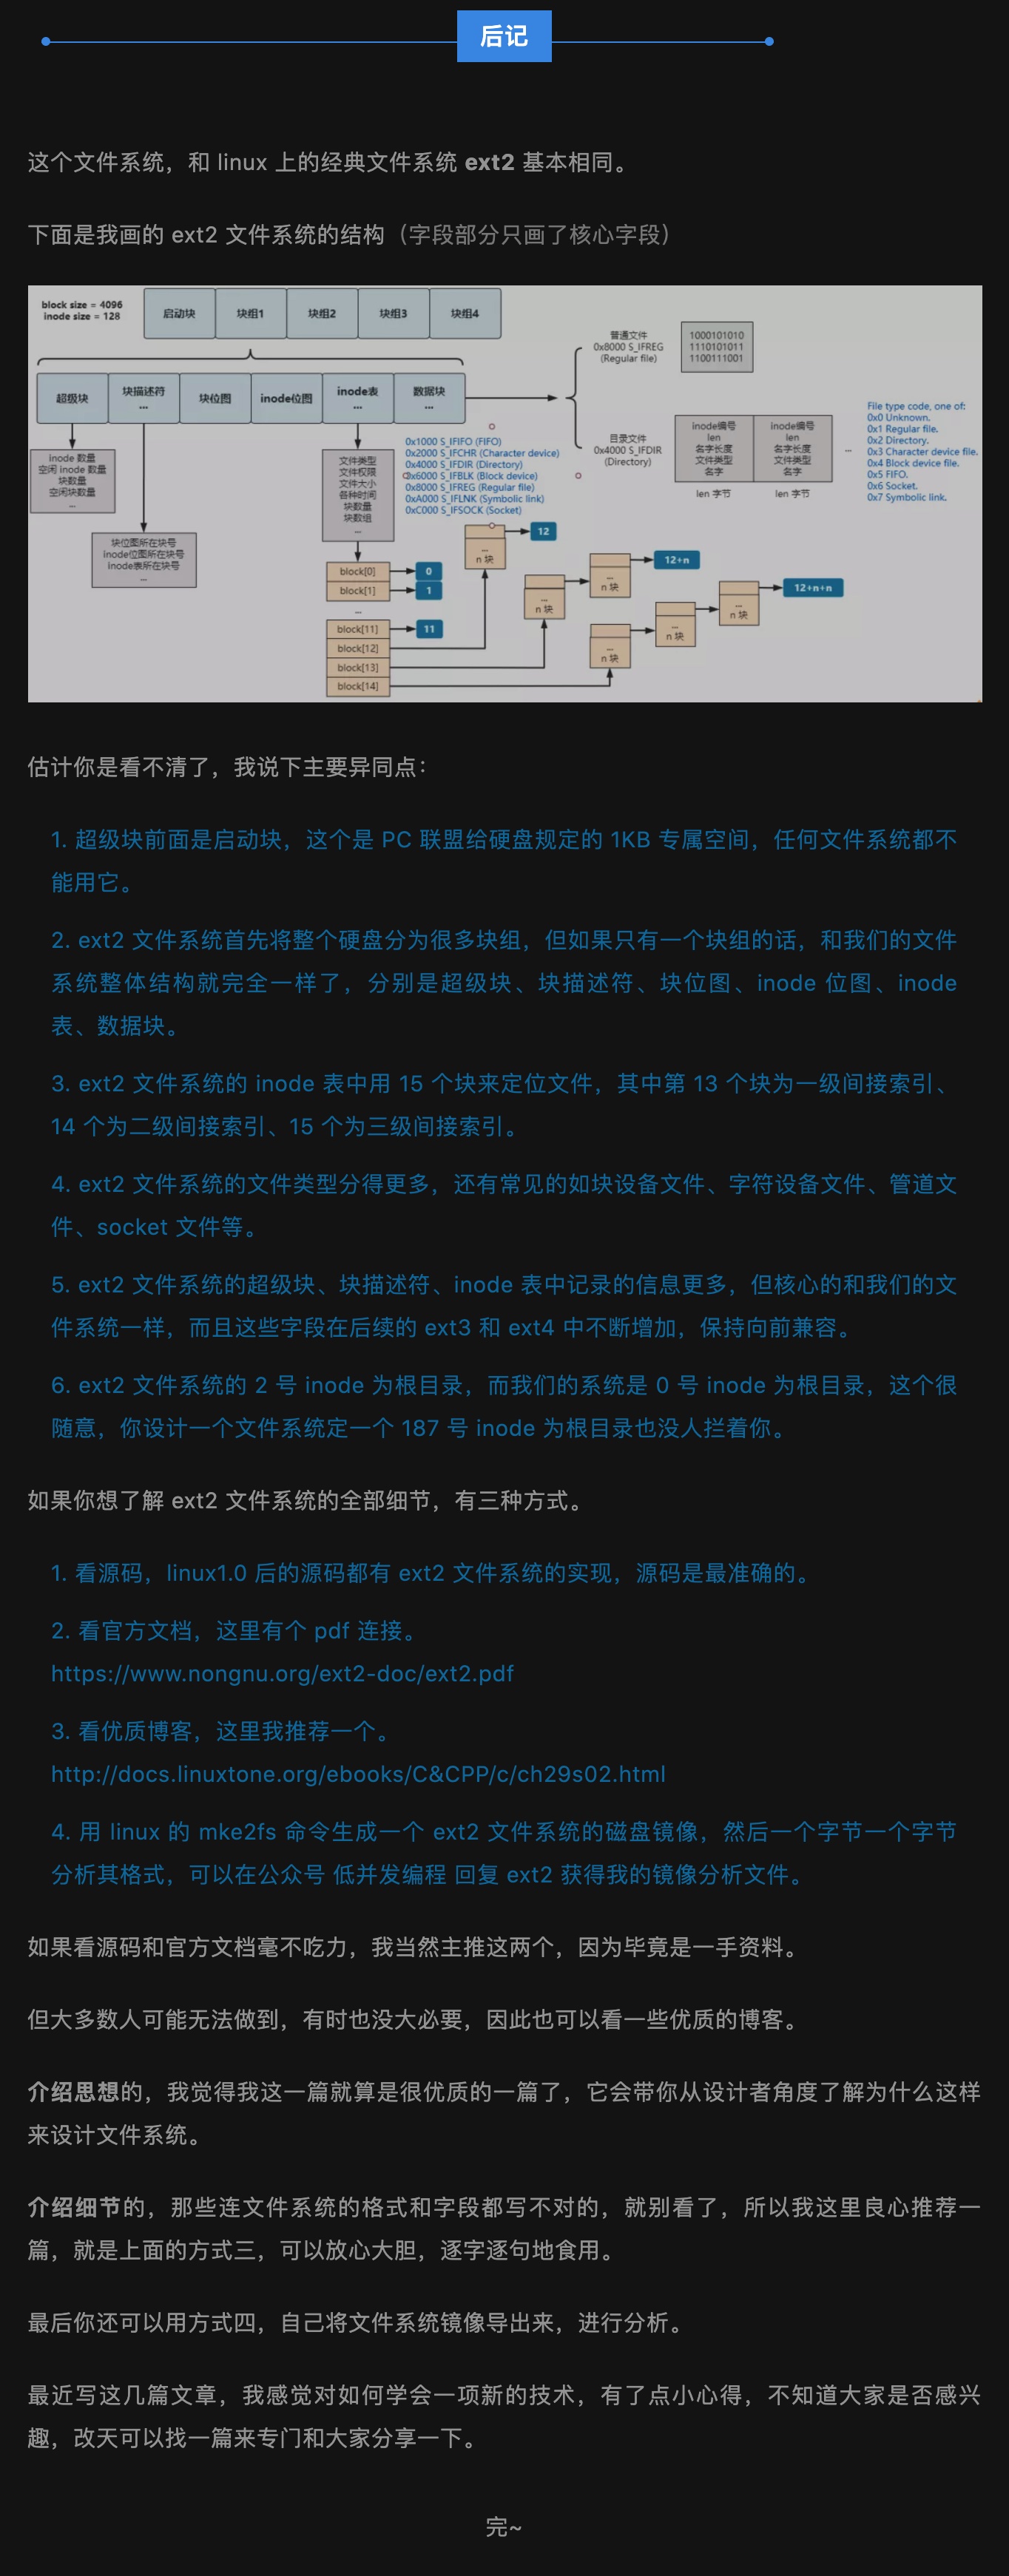 后记
这个文件系统，和 linux 上的经典文件系统 ext2 基本相同。
下面是我画的 ext2 文件系统的结构（字段部分只画了核心字段）
block size = 4096
inode size = 128
启动块
块组1
块组2
块组3
块组4
超级块
块描述符
...
块位图
inode位图
inode表
...
数据块
...
普通文件
0x8000 S_IFREG
(Regular file)
1000101010
1110101011
1100111001
目录文件
0x4000 S_IFDIR
(Directory)
inode编号
len
名字长度
文件类型
名字
inode编号
len
名字长度
文件类型
名字
...
len 字节
len 字节
File type code, one of:
0x0 Unknown.
0x1 Regular file.
0x2 Directory.
0x3 Character device file.
0x4 Block device file.
0x5 FIFO.
0x6 Socket.
0x7 Symbolic link.
inode 数量
空闲 inode 数量
块数量
空闲块数量
...
块位图所在块号
inode位图所在块号
inode表所在块号
...
文件类型
文件权限
文件大小
各种时间
块数量
块数组
...
0x1000 S_IFIFO (FIFO)
0x2000 S_IFCHR (Character device)
0x4000 S_IFDIR (Directory)
0x6000 S_IFBLK (Block device)
0x8000 S_IFREG (Regular file)
0xA000 S_IFLNK (Symbolic link)
0xC000 S_IFSOCK (Socket)
block[0]
0
block[1]
1
...
block[11]
11
block[12]
block[13]
block[14]
...
n 块
12
...
n 块
...
n 块
12+n
...
n 块
...
n 块
...
n 块
12+n+n
估计你是看不清了，我说下主要异同点：
1. 超级块前面是启动块，这个是 PC 联盟给硬盘规定的 1KB 专属空间，任何文件系统都不
能用它。
2. ext2 文件系统首先将整个硬盘分为很多块组，但如果只有一个块组的话，和我们的文件
系统整体结构就完全一样了，分别是超级块、块描述符、块位图、inode 位图、inode
表、数据块。
3. ext2 文件系统的 inode 表中用 15 个块来定位文件，其中第 13 个块为一级间接索引、
14 个为二级间接索引、15 个为三级间接索引。
4. ext2 文件系统的文件类型分得更多，还有常见的如块设备文件、字符设备文件、管道文
件、socket 文件等。
5. ext2 文件系统的超级块、块描述符、inode 表中记录的信息更多，但核心的和我们的文
件系统一样，而且这些字段在后续的 ext3 和 ext4 中不断增加，保持向前兼容。
6. ext2 文件系统的 2 号 inode 为根目录，而我们的系统是 0 号 inode 为根目录，这个很
随意，你设计一个文件系统定一个 187 号 inode 为根目录也没人拦着你。
如果你想了解 ext2 文件系统的全部细节，有三种方式。
1. 看源码，linux1.0 后的源码都有 ext2 文件系统的实现，源码是最准确的。
2. 看官方文档，这里有个 pdf 连接。
https://www.nongnu.org/ext2-doc/ext2.pdf
3. 看优质博客，这里我推荐一个。
http://docs.linuxtone.org/ebooks/C&CPP/c/ch29s02.html
4. 用 linux 的 mke2fs 命令生成一个 ext2 文件系统的磁盘镜像，然后一个字节一个字节
分析其格式，可以在公众号 低并发编程 回复 ext2 获得我的镜像分析文件。
如果看源码和官方文档毫不吃力，我当然主推这两个，因为毕竟是一手资料。
但大多数人可能无法做到，有时也没大必要，因此也可以看一些优质的博客。
介绍思想的，我觉得我这一篇就算是很优质的一篇了，它会带你从设计者角度了解为什么这样
来设计文件系统。
介绍细节的，那些连文件系统的格式和字段都写不对的，就别看了，所以我这里良心推荐一
篇，就是上面的方式三，可以放心大胆，逐字逐句地食用。
最后你还可以用方式四，自己将文件系统镜像导出来，进行分析。
最近写这几篇文章，我感觉对如何学会一项新的技术，有了点小心得，不知道大家是否感兴
趣，改天可以找一篇来专门和大家分享一下。
完~